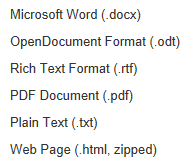 Microsoft Word (.docx)
OpenDocument Format (.odt)
Rich Text Format (.rtf)
PDF Document (.pdf)
Plain Text (.txt)
Web Page (.html, zipped)